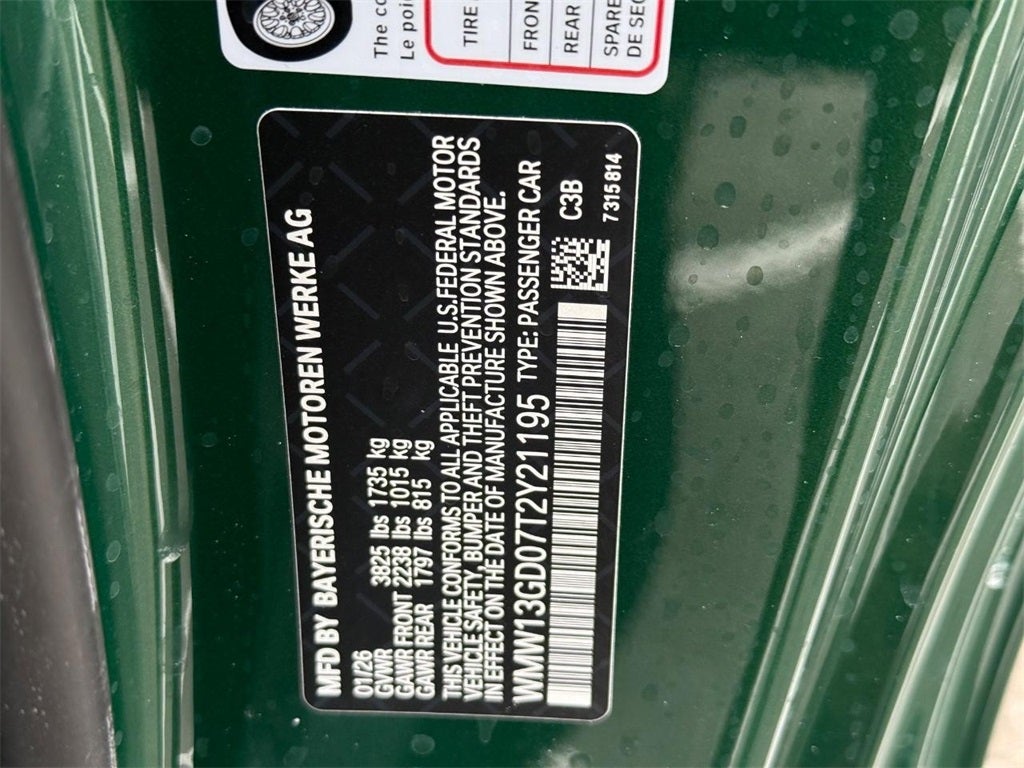 The co
Le poi
TIRE
FRON
REAR
SPARE
DE SEC
MFD BY BAYERISCHE MOTOREN WERKE AG
01/26
GVWR 3825 lbs 1735 kg
GAWR FRONT 2238 lbs 1015 kg
GAWR REAR 1797 lbs 815 kg
THIS VEHICLE CONFORMS TO ALL APPLICABLE U.S.FEDERAL MOTOR
VEHICLE SAFETY, BUMPER AND THEFT PREVENTION STANDARDS
IN EFFECT ON THE DATE OF MANUFACTURE SHOWN ABOVE.
WMW13GD07T2Y21195 TYPE: PASSENGER CAR
C3B
7315814